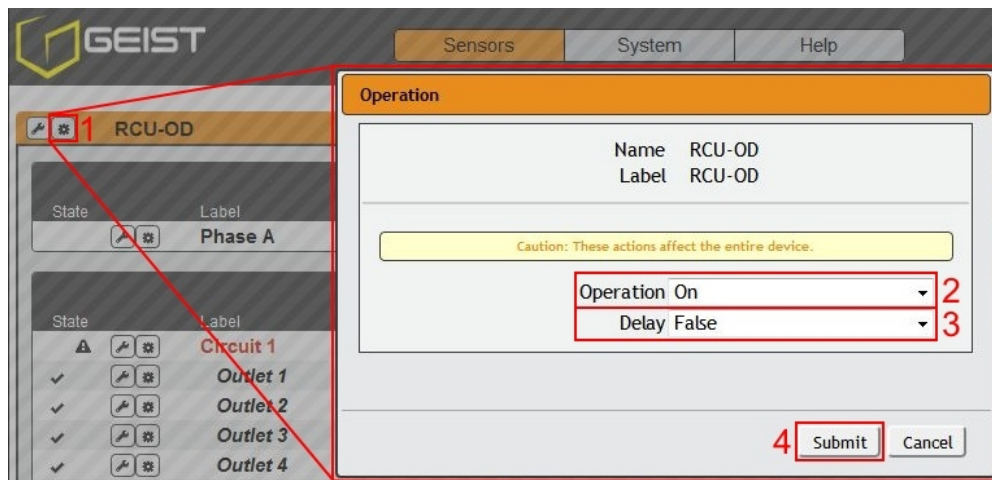 GEIST
Sensors System Help
1 RCU-OD
State Label
Phase A
State Label
Circuit 1
Outlet 1
Outlet 2
Outlet 3
Outlet 4
Operation
Name RCU-OD
Label RCU-OD
Caution: These actions affect the entire device.
Operation On 2
Delay False 3
4 Submit Cancel